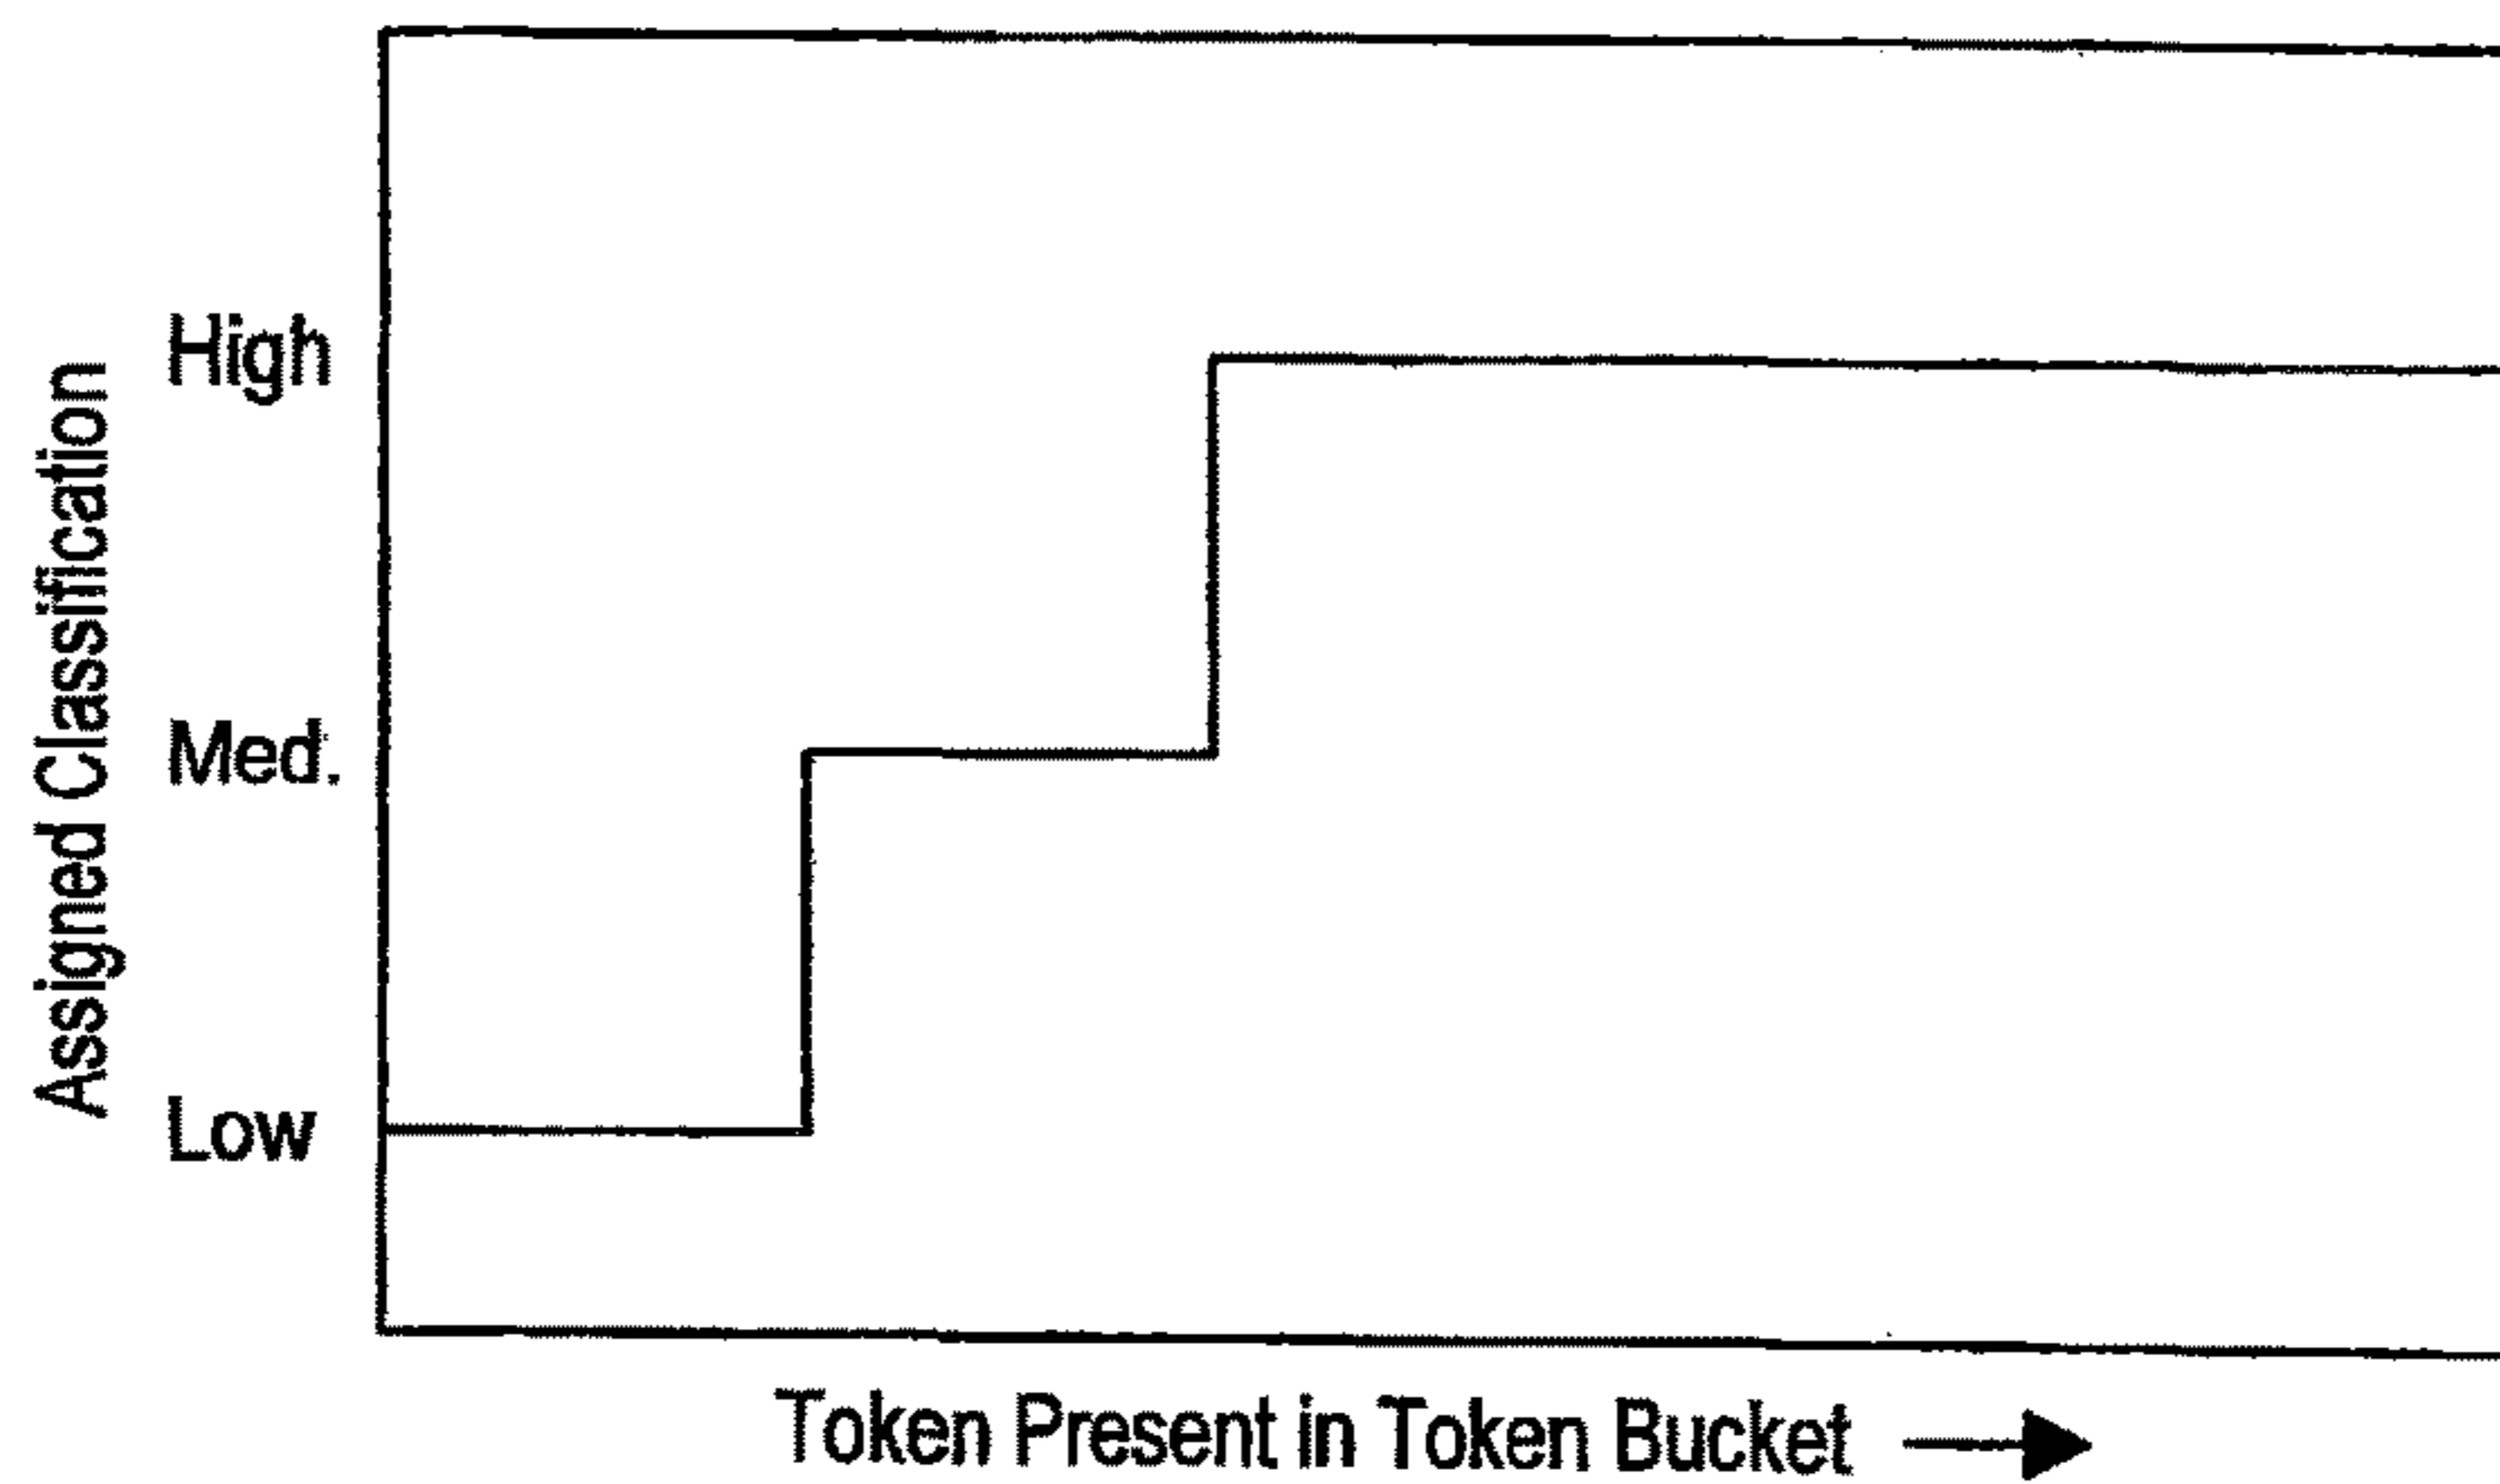 Assigned Classification
High
Med.
Low
Token Present in Token Bucket